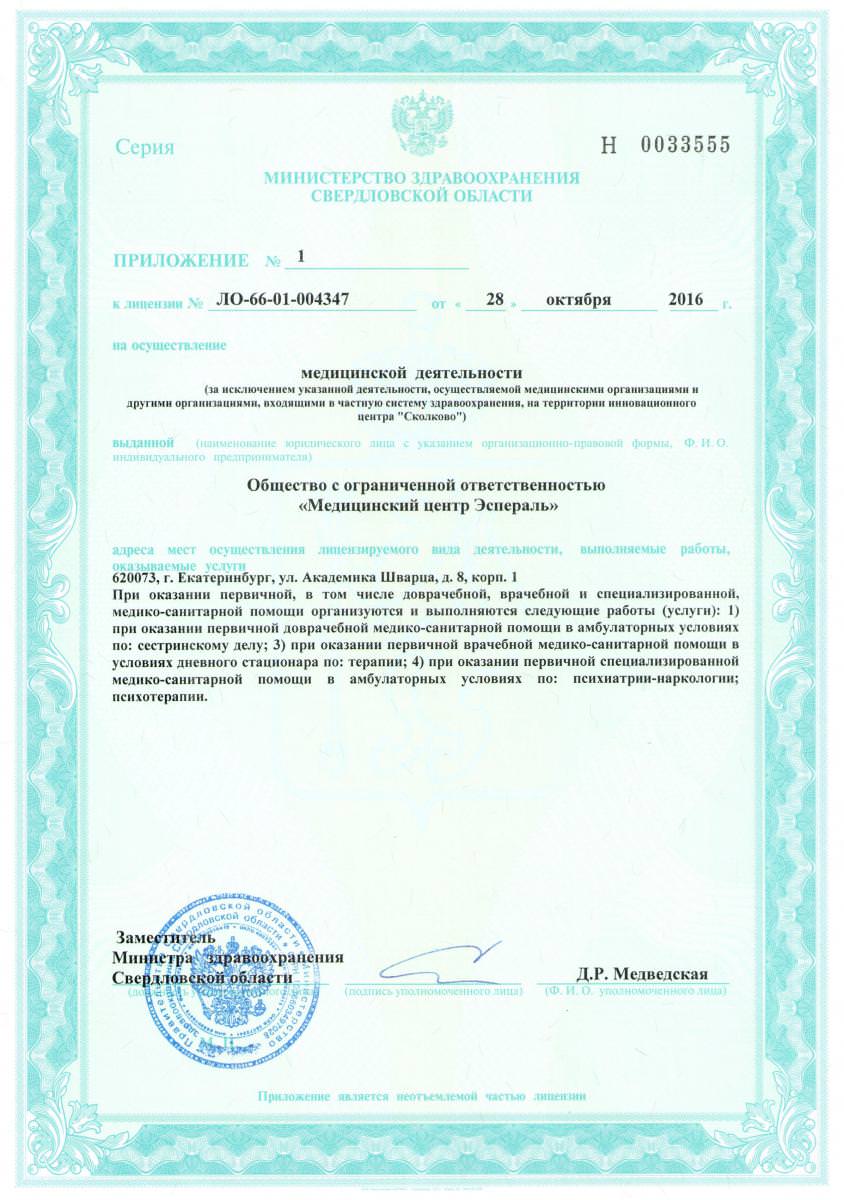 Серия Н 0033555
МИНИСТЕРСТВО ЗДРАВООХРАНЕНИЯ
СВЕРДЛОВСКОЙ ОБЛАСТИ
ПРИЛОЖЕНИЕ № 1
к лицензии № ЛО-66-01-004347 от « 28 » октября 2016 г.
на осуществление
медицинской деятельности
(за исключением указанной деятельности, осуществляемой медицинскими организациями и
другими организациями, входящими в частную систему здравоохранения, на территории инновационного
центра "Сколково")
выданной (наименование юридического лица с указанием организационно-правовой формы, Ф. И. О.
индивидуального предпринимателя)
Общество с ограниченной ответственностью
«Медицинский центр Эспераль»
адреса мест осуществления лицензируемого вида деятельности, выполняемые работы,
оказываемые услуги
620073, г. Екатеринбург, ул. Академика Шварца, д. 8, корп. 1
При оказании первичной, в том числе доврачебной, врачебной и специализированной,
медико-санитарной помощи организуются и выполняются следующие работы (услуги): 1)
при оказании первичной доврачебной медико-санитарной помощи в амбулаторных условиях
по: сестринскому делу; 3) при оказании первичной врачебной медико-санитарной помощи в
условиях дневного стационара по: терапии; 4) при оказании первичной специализированной
медико-санитарной помощи в амбулаторных условиях по: психиатрии-наркологии;
психотерапии.
Заместитель
Министра здравоохранения
Свердловской области Д.Р. Медведская
(подпись уполномоченного лица) (Ф. И. О. уполномоченного лица)
Приложение является неотъемлемой частью лицензии